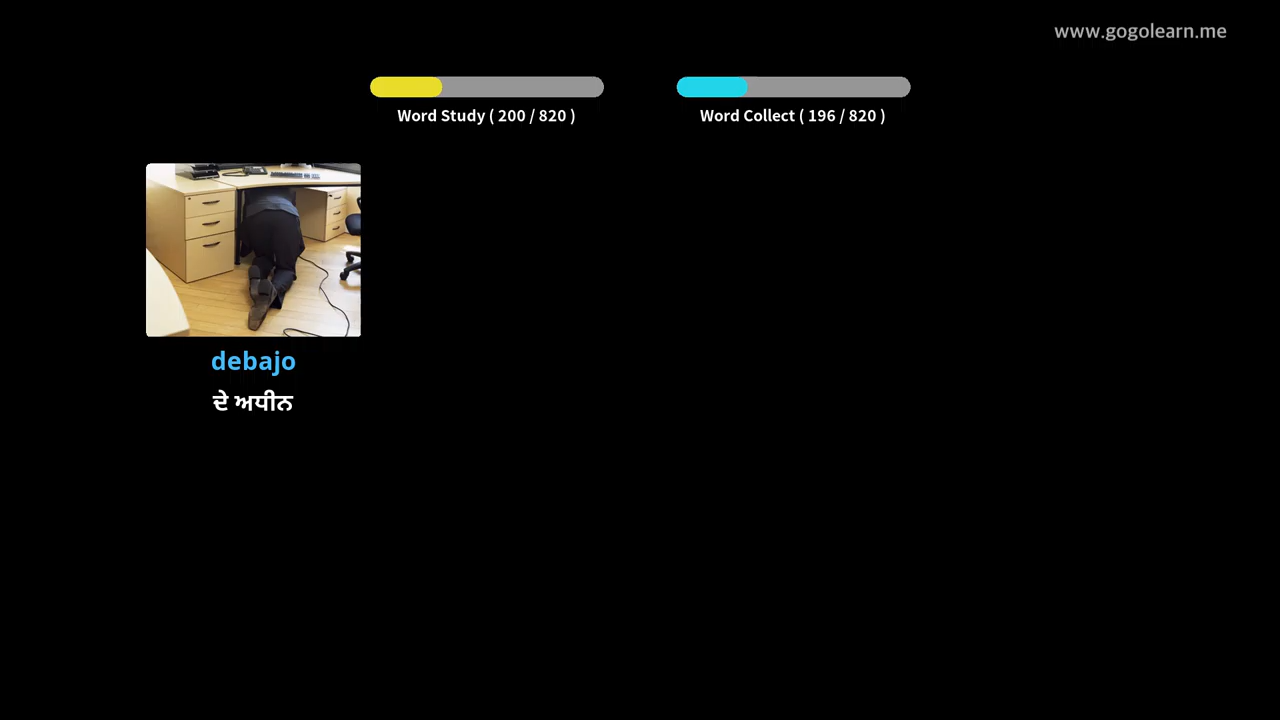 www.gogolearn.me
Word Study ( 200 / 820 )
Word Collect ( 196 / 820 )
debajo
ਦੇ ਅਧੀਨ